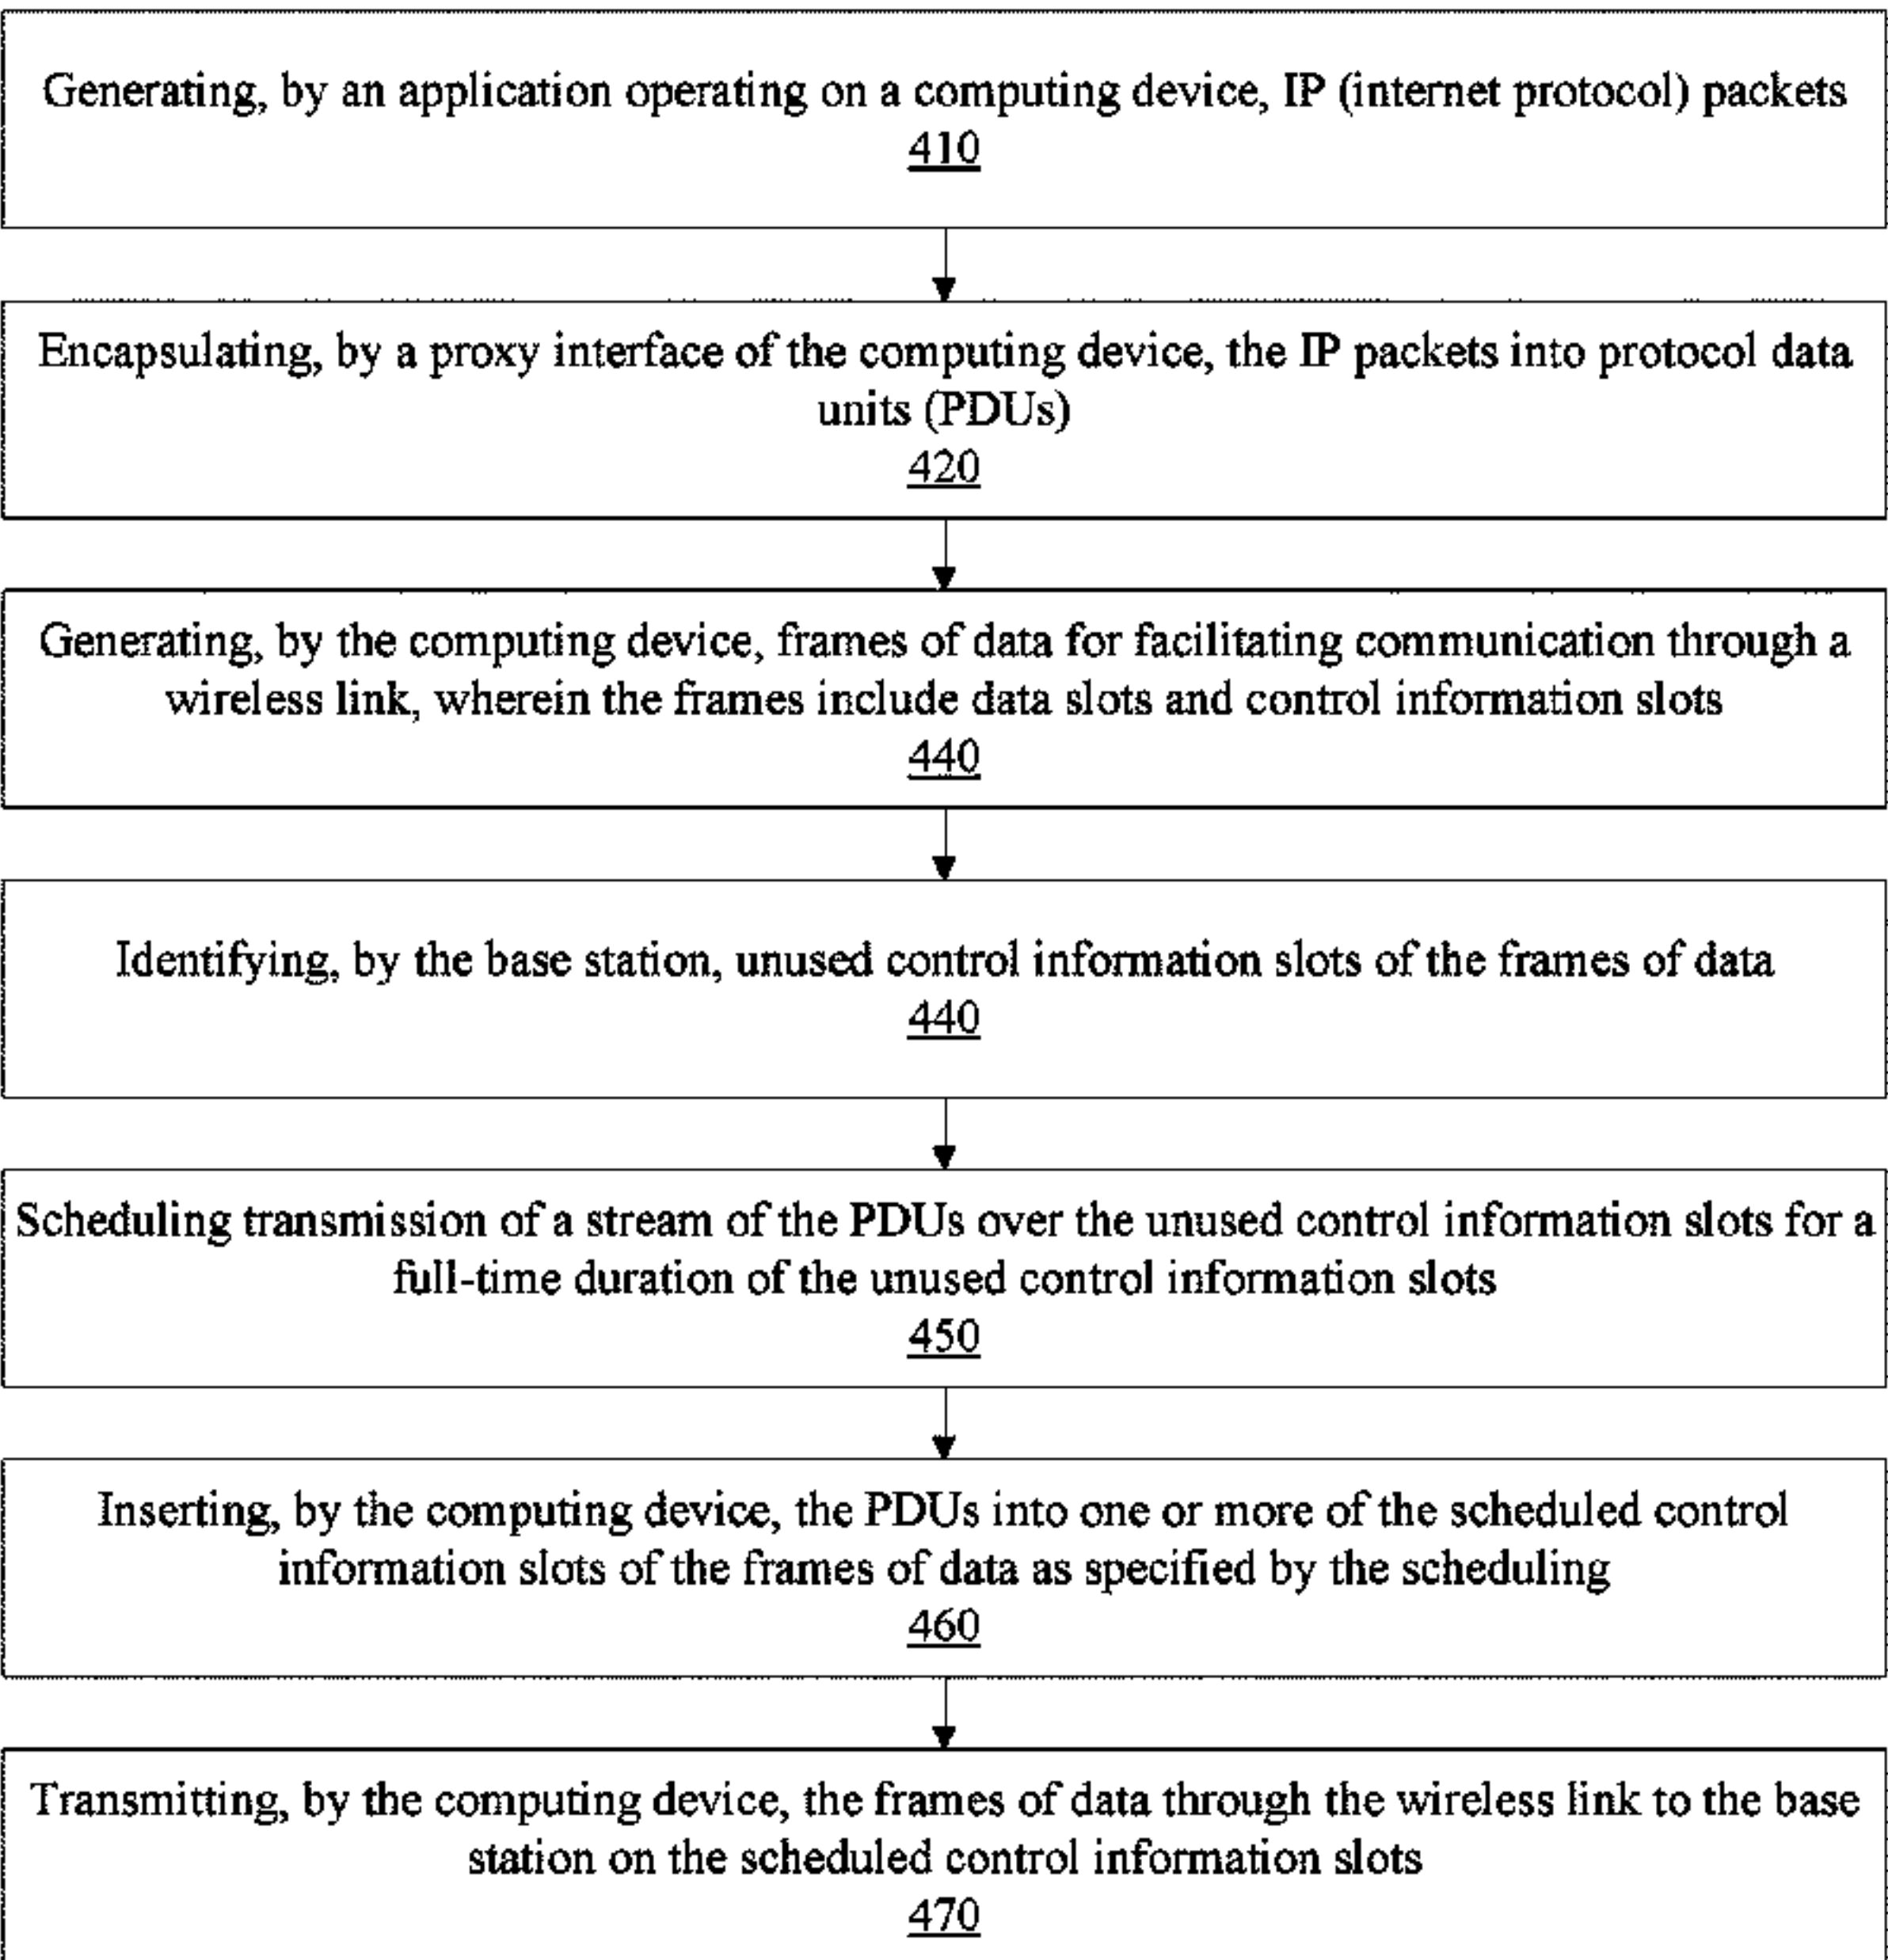 Generating, by an application operating on a computing device, IP (internet protocol) packets
410
Encapsulating, by a proxy interface of the computing device, the IP packets into protocol data
units (PDUs)
420
Generating, by the computing device, frames of data for facilitating communication through a
wireless link, wherein the frames include data slots and control information slots
440
Identifying, by the base station, unused control information slots of the frames of data
440
Scheduling transmission of a stream of the PDUs over the unused control information slots for a
full-time duration of the unused control information slots
450
Inserting, by the computing device, the PDUs into one or more of the scheduled control
information slots of the frames of data as specified by the scheduling
460
Transmitting, by the computing device, the frames of data through the wireless link to the base
station on the scheduled control information slots
470